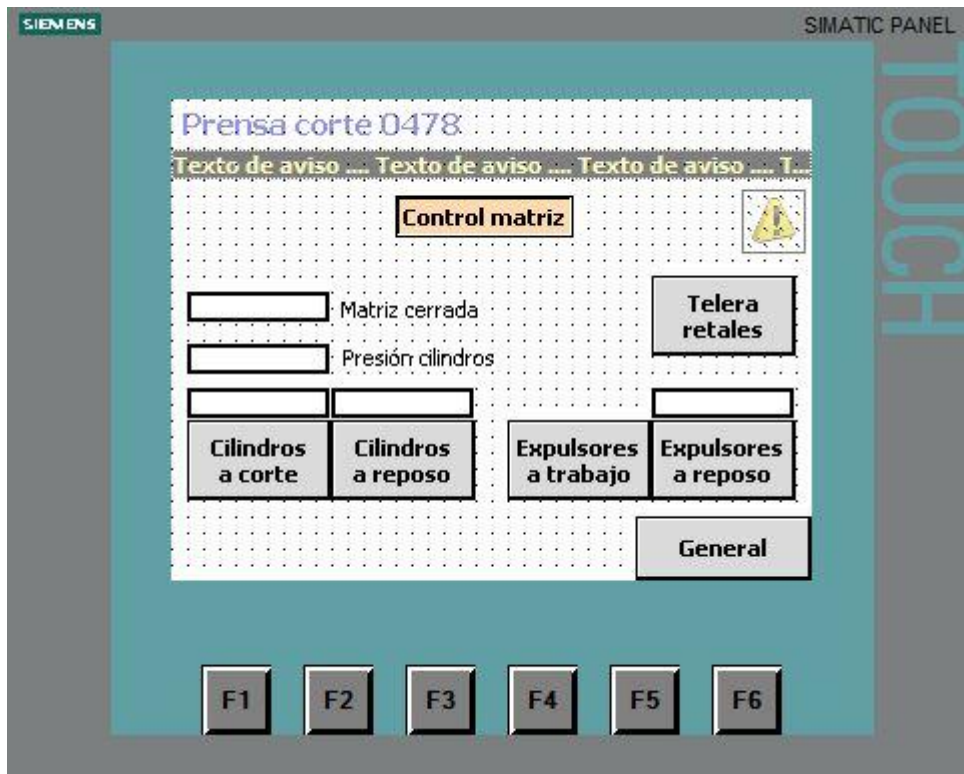 SIEMENS
SIMATIC PANEL
TOUCH
Prensa corte 0478
Texto de aviso .... Texto de aviso .... Texto de aviso .... T...
Control matriz
Matriz cerrada
Telera
retales
Presión cilindros
Cilindros
a corte
Cilindros
a reposo
Expulsores
a trabajo
Expulsores
a reposo
General
F1 F2 F3 F4 F5 F6